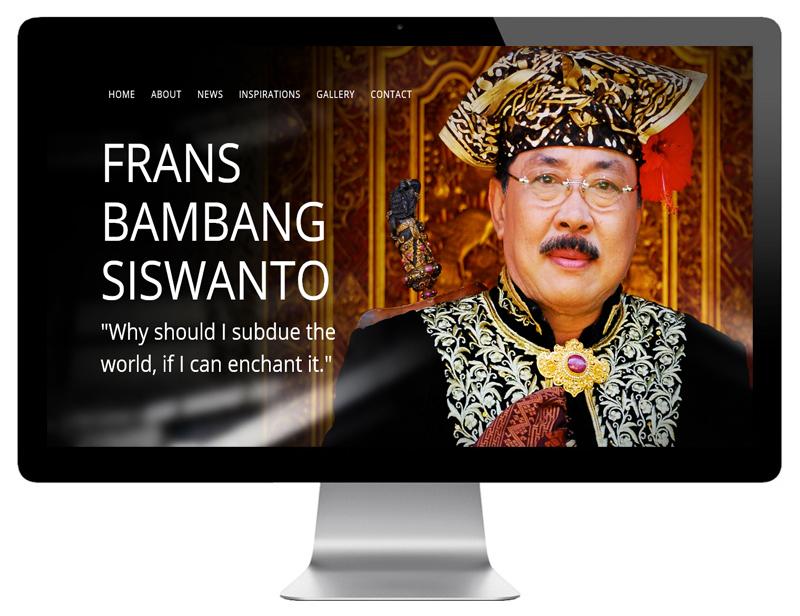 HOME ABOUT NEWS INSPIRATIONS GALLERY CONTACT
FRANS
BAMBANG
SISWANTO
"Why should I subdue the
world, if I can enchant it."